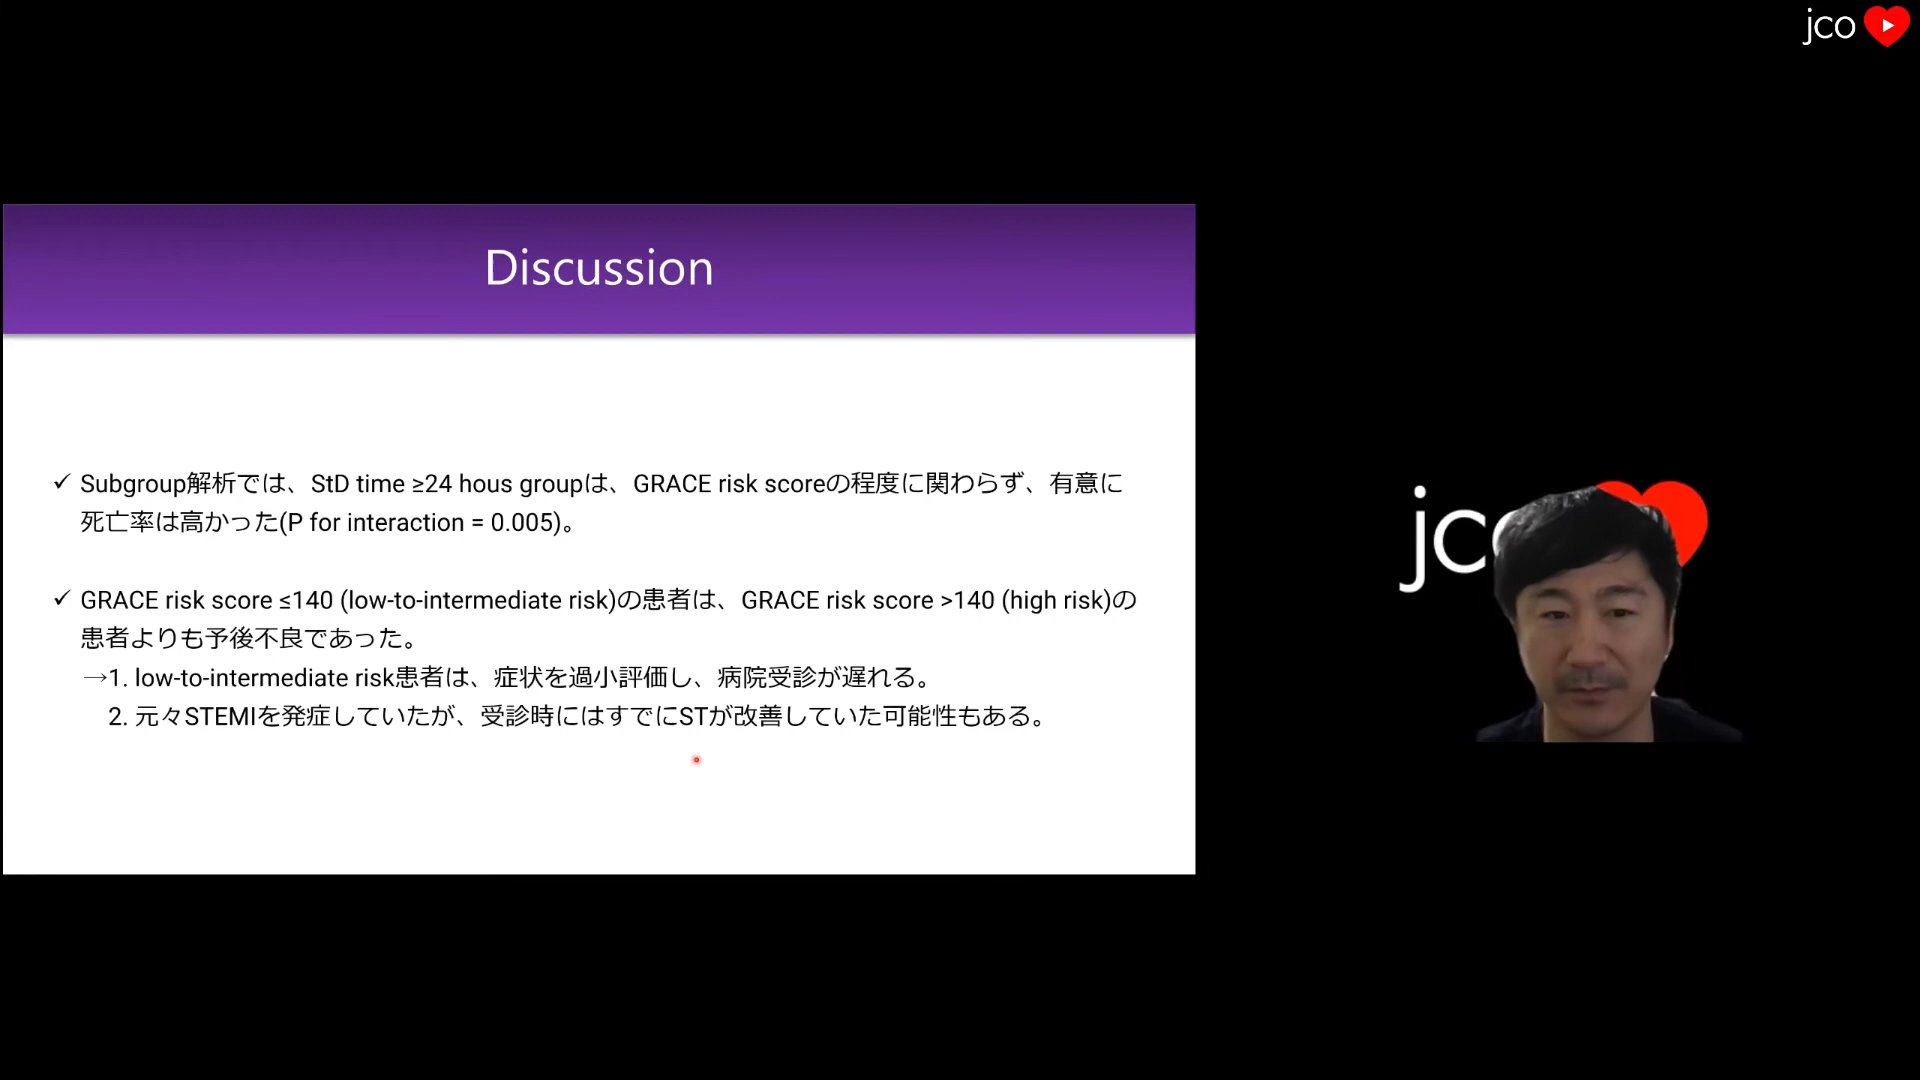 jco
Discussion
✓ Subgroup解析では、StD time ≥24 hous groupは、GRACE risk scoreの程度に関わらず、有意に
死亡率は高かった(P for interaction = 0.005)。
✓ GRACE risk score ≤140 (low-to-intermediate risk)の患者は、GRACE risk score >140 (high risk)の
患者よりも予後不良であった。
→1. low-to-intermediate risk患者は、症状を過小評価し、病院受診が遅れる。
2. 元々STEMIを発症していたが、受診時にはすでにSTが改善していた可能性もある。
jco